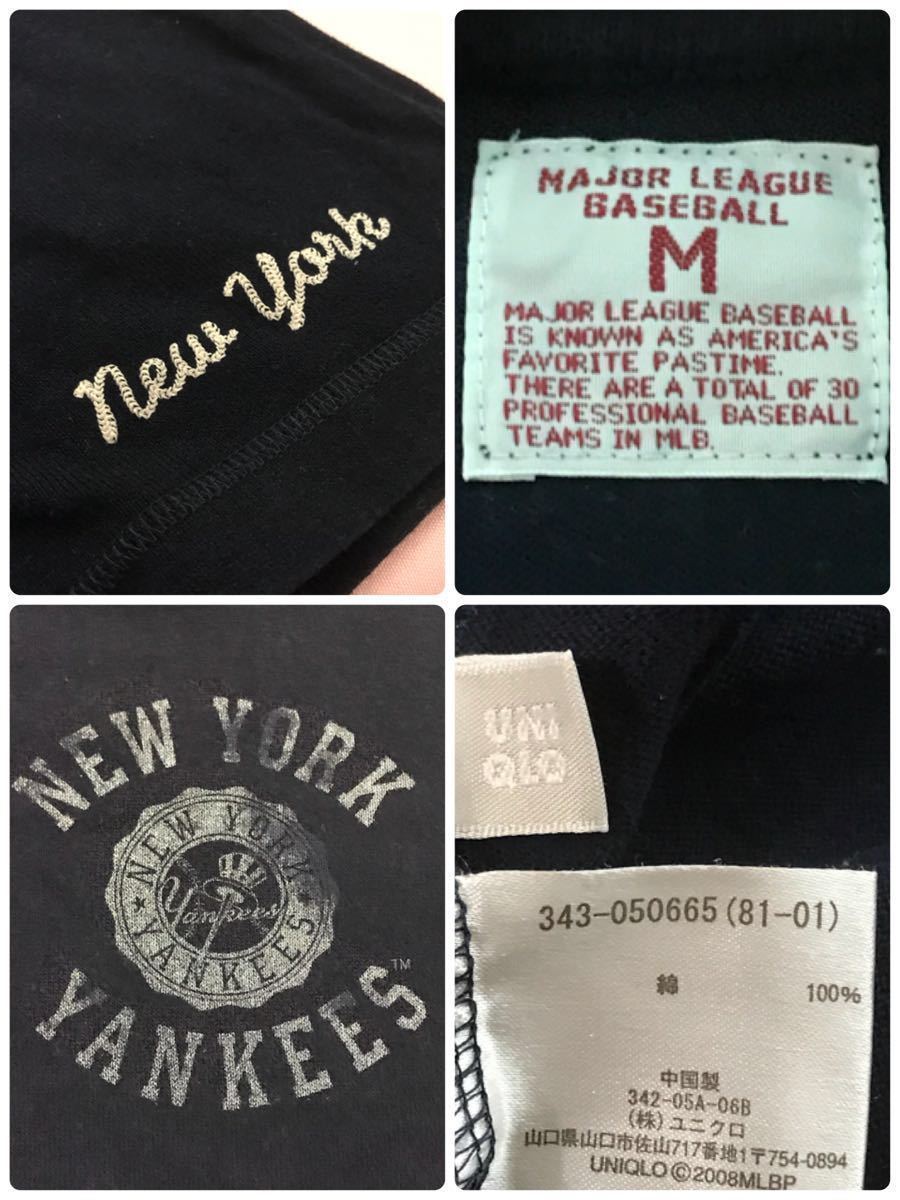 New York
MAJOR LEAGUE
BASEBALL
M
MAJOR LEAGUE BASEBALL
IS KNOWN AS AMERICA'S
FAVORITE PASTIME.
THERE ARE A TOTAL OF 30
PROFESSIONAL BASEBALL
TEAMS IN MLB.
NEW YORK
NEW YORK
Yankees
YANKEES
YANKEES™
UNI
QLO
343-050665(81-01)
綿 100%
中国製
342-05A-06B
(株)ユニクロ
山口県山口市佐山717番地1〒754-0894
UNIQLO©2008MLBP